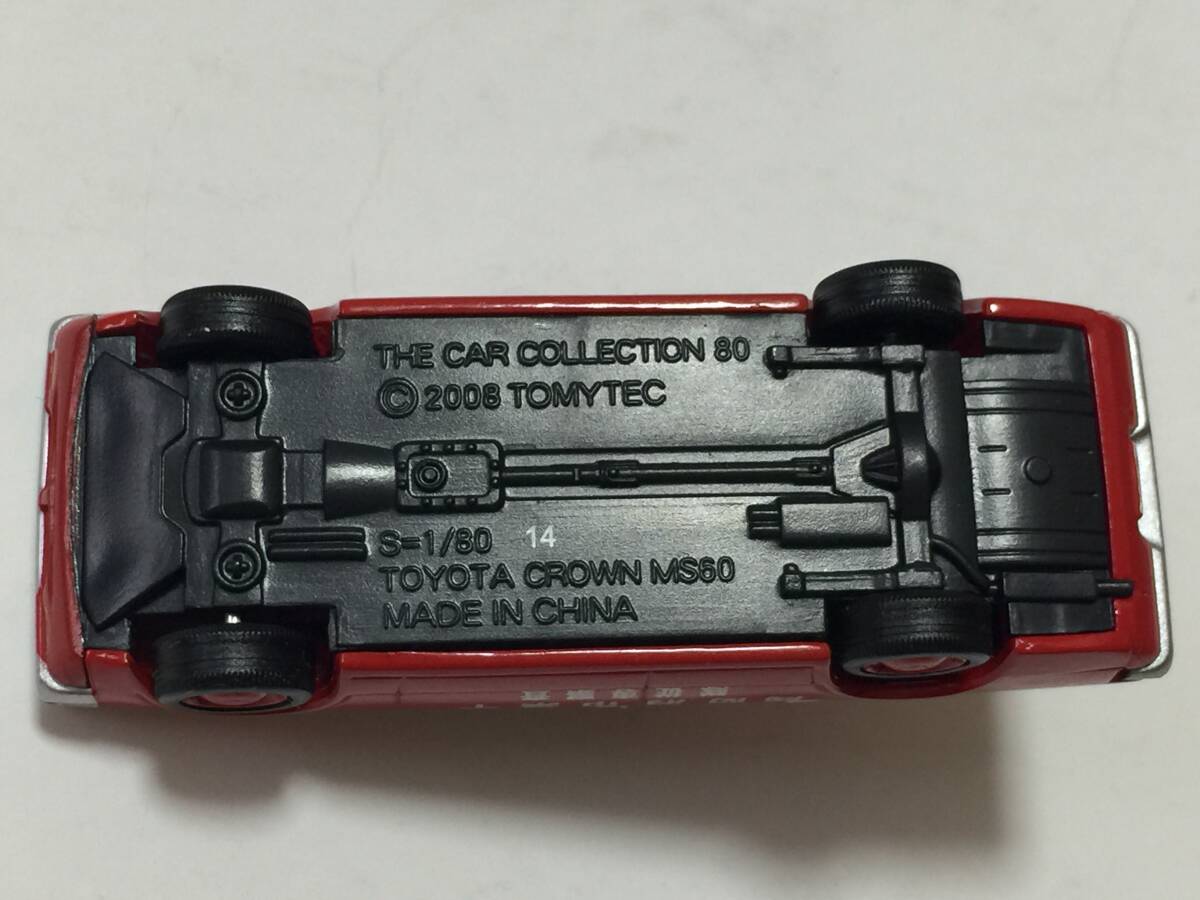 THE CAR COLLECTION 80
© 2008 TOMYTEC
S=1/80 14
TOYOTA CROWN MS60
MADE IN CHINA